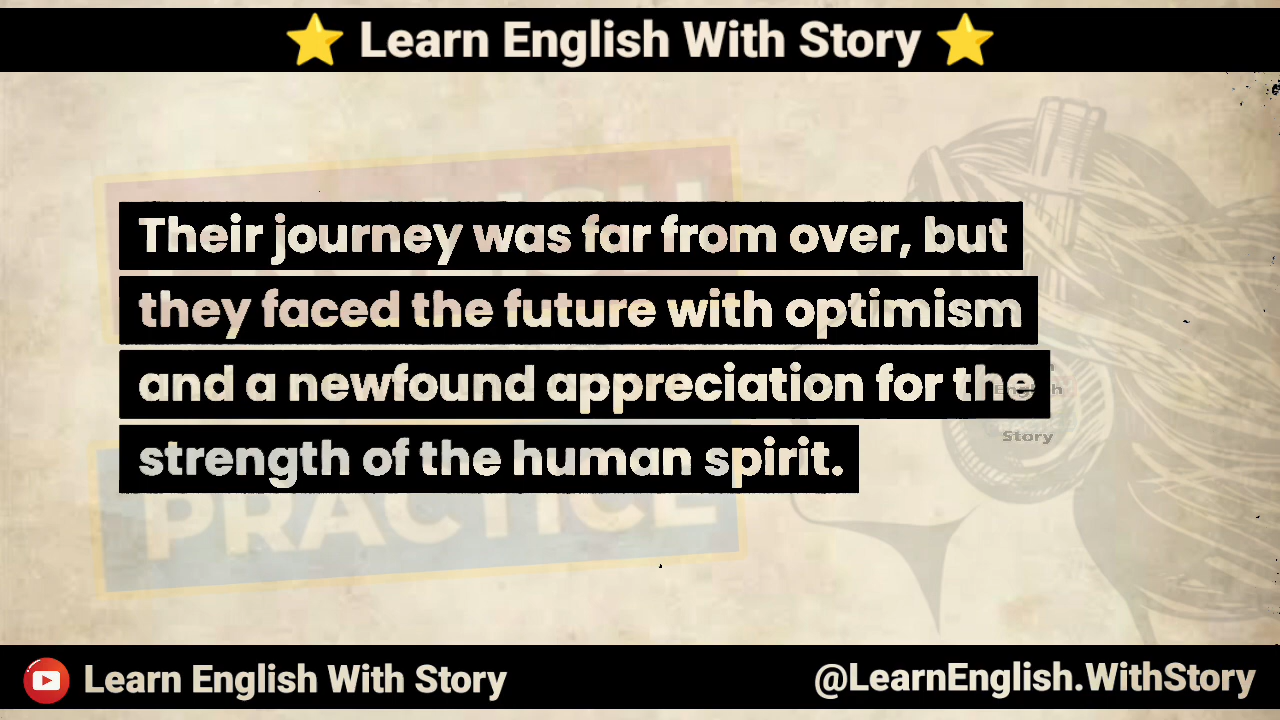 ⭐ Learn English With Story ⭐
Their journey was far from over, but
they faced the future with optimism
and a newfound appreciation for the
strength of the human spirit.
PRACTICE
Story
Learn English With Story
@LearnEnglish.WithStory